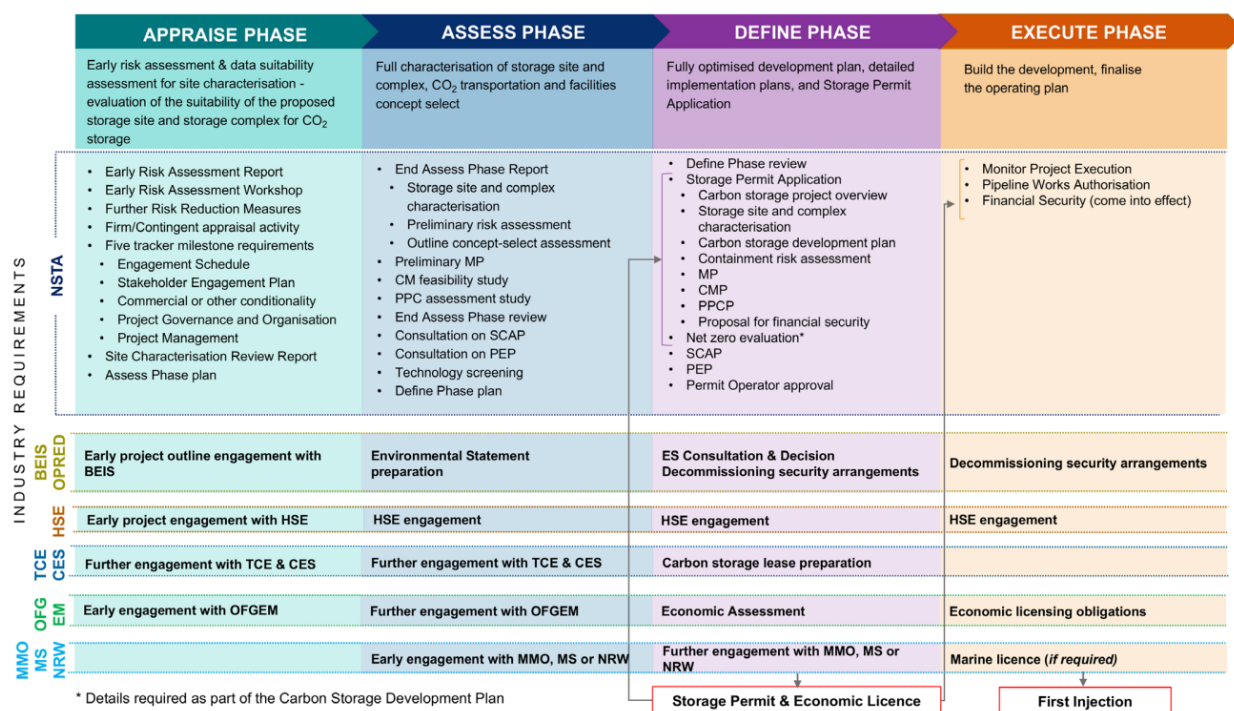 APPRAISE PHASE
ASSESS PHASE
DEFINE PHASE
EXECUTE PHASE
Early risk assessment & data suitability
assessment for site characterisation -
evaluation of the suitability of the proposed
storage site and storage complex for CO₂
storage
Full characterisation of storage site and
complex, CO₂ transportation and facilities
concept select
Fully optimised development plan, detailed
implementation plans, and Storage Permit
Application
Build the development, finalise
the operating plan
INDUSTRY REQUIREMENTS
NSTA
• Early Risk Assessment Report
• Early Risk Assessment Workshop
• Further Risk Reduction Measures
• Firm/Contingent appraisal activity
• Five tracker milestone requirements
• Engagement Schedule
• Stakeholder Engagement Plan
• Commercial or other conditionality
• Project Governance and Organisation
• Project Management
• Site Characterisation Review Report
• Assess Phase plan
• End Assess Phase Report
• Storage site and complex
characterisation
• Preliminary risk assessment
• Outline concept-select assessment
• Preliminary MP
• CM feasibility study
• PPC assessment study
• End Assess Phase review
• Consultation on SCAP
• Consultation on PEP
• Technology screening
• Define Phase plan
• Define Phase review
• Storage Permit Application
• Carbon storage project overview
• Storage site and complex
characterisation
• Carbon storage development plan
• Containment risk assessment
• MP
• CMP
• PPCP
• Proposal for financial security
• Net zero evaluation*
• SCAP
• PEP
• Permit Operator approval
• Monitor Project Execution
• Pipeline Works Authorisation
• Financial Security (come into effect)
BEIS
OPRED
Early project outline engagement with
BEIS
Environmental Statement
preparation
ES Consultation & Decision
Decommissioning security arrangements
Decommissioning security arrangements
HSE
Early project engagement with HSE
HSE engagement
HSE engagement
HSE engagement
TCE
CES
Further engagement with TCE & CES
Further engagement with TCE & CES
Carbon storage lease preparation
OFG
EM
Early engagement with OFGEM
Further engagement with OFGEM
Economic Assessment
Economic licensing obligations
MMO
MS
NRW
Early engagement with MMO, MS or NRW
Further engagement with MMO, MS or
NRW
Marine licence (if required)
* Details required as part of the Carbon Storage Development Plan
Storage Permit & Economic Licence
First Injection